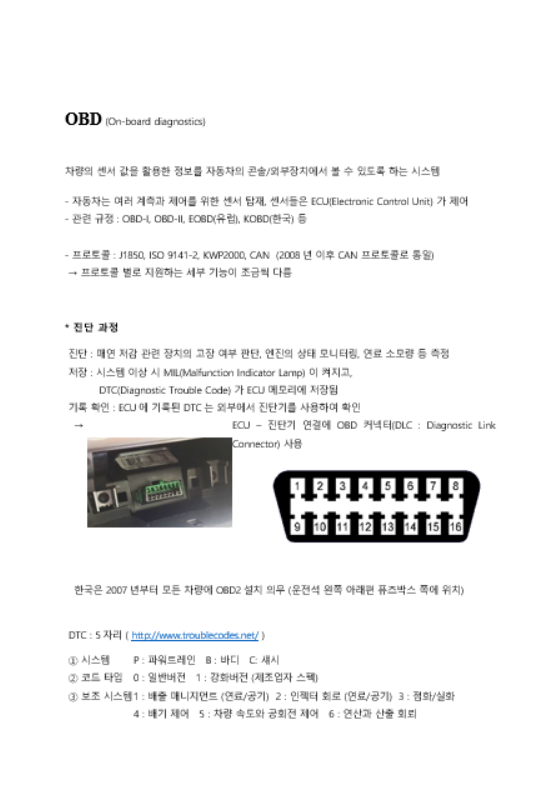 OBD (On-board diagnostics)
차량의 센서 값을 활용한 정보를 자동차의 콘솔/외부장치에서 볼 수 있도록 하는 시스템
- 자동차는 여러 계측과 제어를 위한 센서 탑재, 센서들은 ECU(Electronic Control Unit) 가 제어
- 관련 규정 : OBD-I, OBD-II, EOBD(유럽), KOBD(한국) 등
- 프로토콜 : J1850, ISO 9141-2, KWP2000, CAN (2008 년 이후 CAN 프로토콜로 통일)
→ 프로토콜 별로 지원하는 세부 기능이 조금씩 다름
* 진단 과정
진단 : 매연 저감 관련 장치의 고장 여부 판단, 엔진의 상태 모니터링, 연료 소모량 등 측정
저장 : 시스템 이상 시 MIL(Malfunction Indicator Lamp) 이 켜지고,
DTC(Diagnostic Trouble Code) 가 ECU 메모리에 저장됨
기록 확인 : ECU 에 기록된 DTC 는 외부에서 진단기를 사용하여 확인
→ ECU – 진단기 연결에 OBD 커넥터(DLC : Diagnostic Link
Connector) 사용
1 2 3 4 5 6 7 8
9 10 11 12 13 14 15 16
한국은 2007 년부터 모든 차량에 OBD2 설치 의무 (운전석 왼쪽 아래편 퓨즈박스 쪽에 위치)
DTC : 5 자리 ( http://www.troublecodes.net/ )
① 시스템 P : 파워트레인 B : 바디 C: 섀시
② 코드 타입 0 : 일반버전 1 : 강화버전 (제조업자 스펙)
③ 보조 시스템1 : 배출 매니지먼트 (연료/공기) 2 : 인젝터 회로 (연료/공기) 3 : 점화/실화
4 : 배기 제어 5 : 차량 속도와 공회전 제어 6 : 연산과 산출 회로